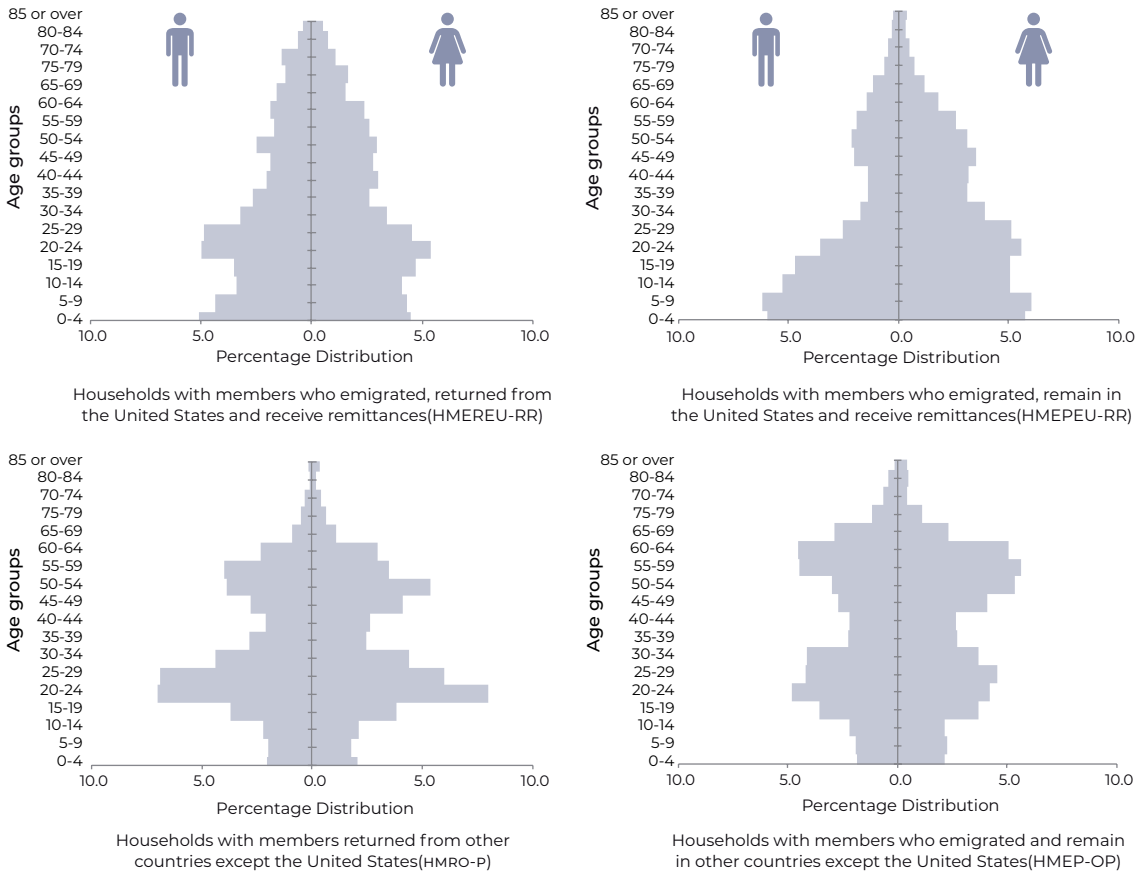 85 or over
80-84
70-74
75-79
65-69
60-64
55-59
50-54
45-49
40-44
35-39
30-34
25-29
20-24
15-19
10-14
5-9
0-4
Age groups
10.0 5.0 0.0 5.0 10.0
Percentage Distribution
Households with members who emigrated, returned from
the United States and receive remittances(HMEREU-RR)
85 or over
80-84
70-74
75-79
65-69
60-64
55-59
50-54
45-49
40-44
35-39
30-34
25-29
20-24
15-19
10-14
5-9
0-4
Age groups
10.0 5.0 0.0 5.0 10.0
Percentage Distribution
Households with members who emigrated, remain in
the United States and receive remittances(HMEPEU-RR)
85 or over
80-84
70-74
75-79
65-69
60-64
55-59
50-54
45-49
40-44
35-39
30-34
25-29
20-24
15-19
10-14
5-9
0-4
Age groups
10.0 5.0 0.0 5.0 10.0
Percentage Distribution
Households with members returned from other
countries except the United States(HMRO-P)
85 or over
80-84
70-74
75-79
65-69
60-64
55-59
50-54
45-49
40-44
35-39
30-34
25-29
20-24
15-19
10-14
5-9
0-4
Age groups
10.0 5.0 0.0 5.0 10.0
Percentage Distribution
Households with members who emigrated and remain
in other countries except the United States(HMEP-OP)